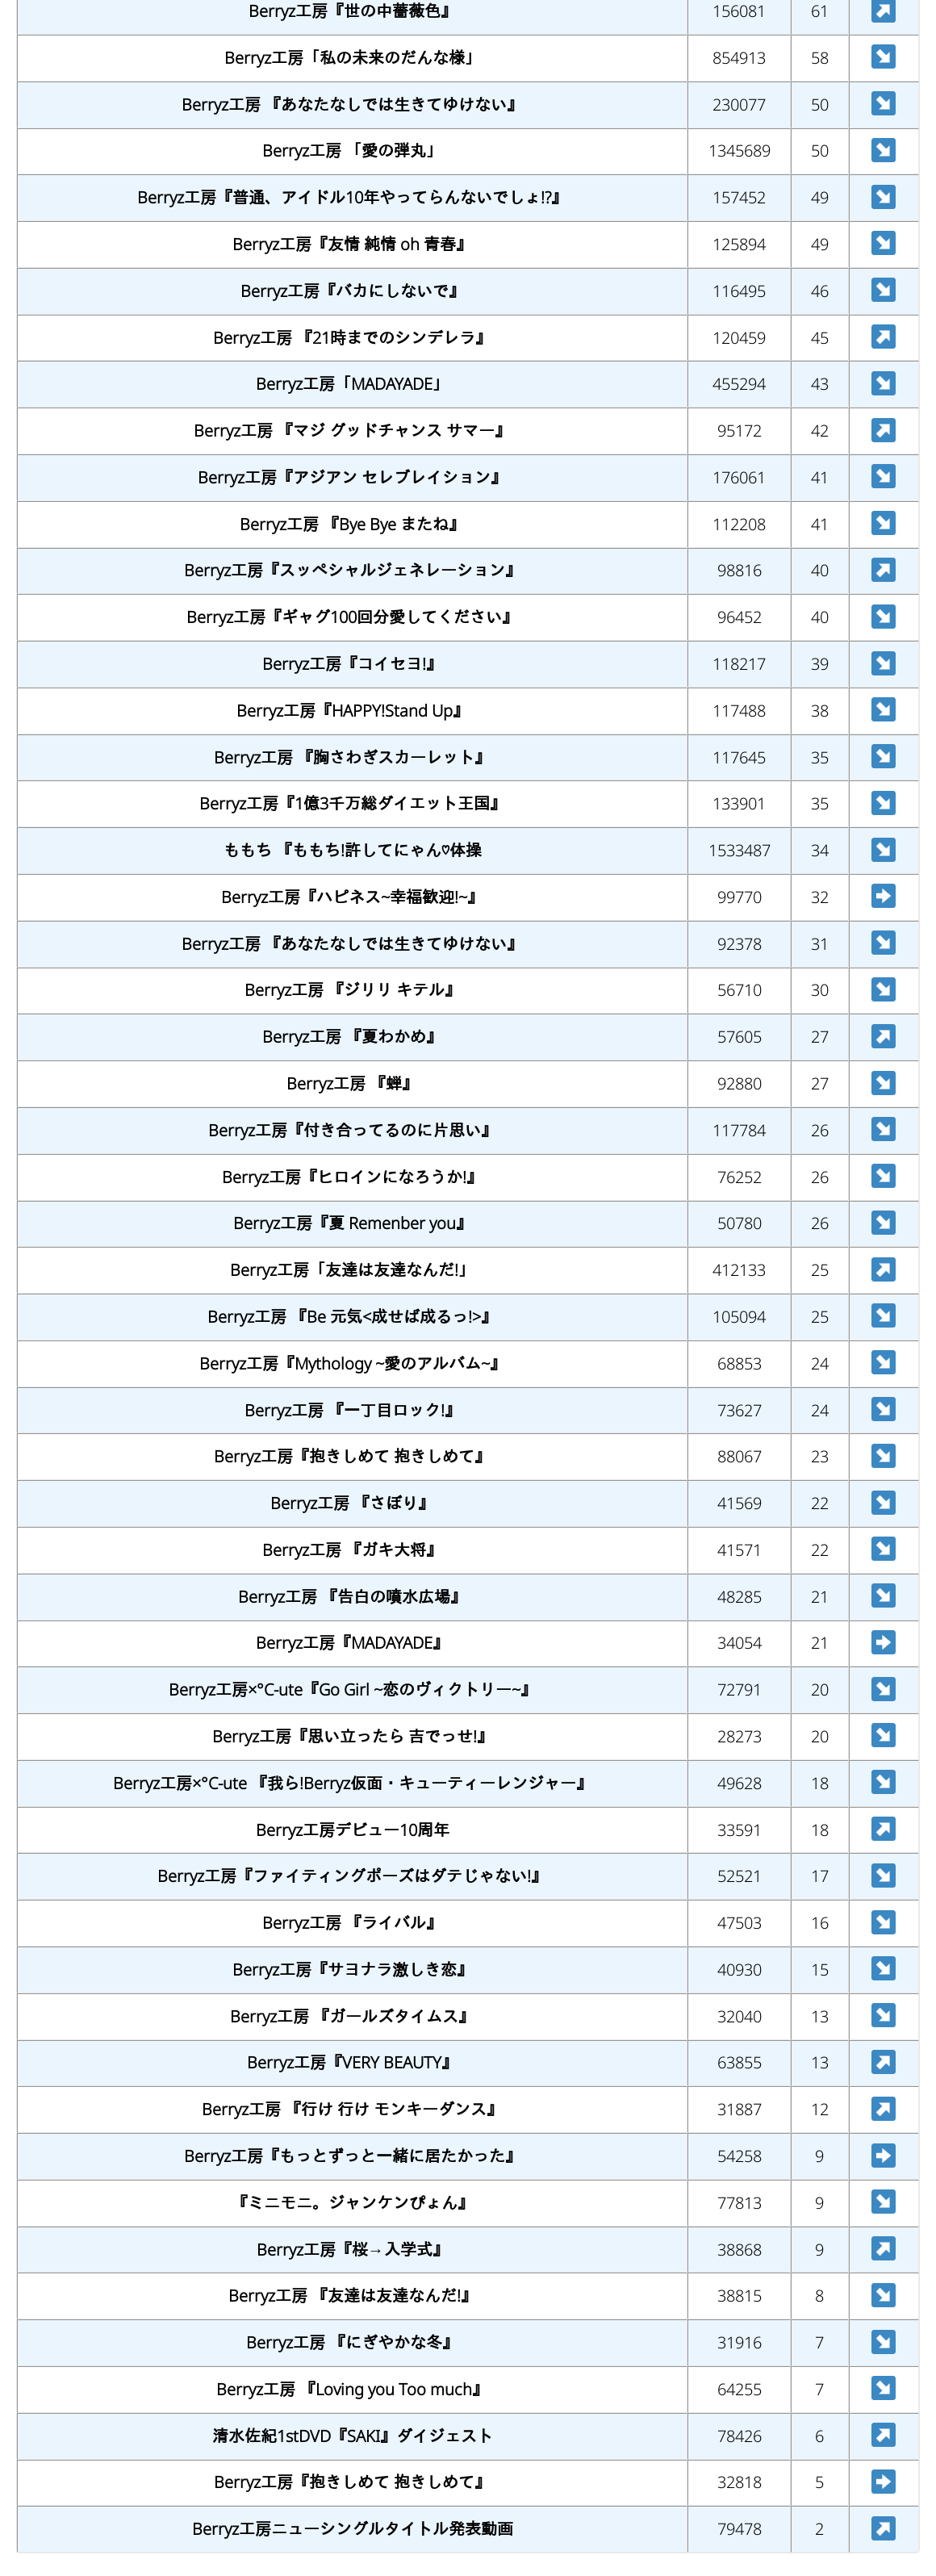 Berryz工房『世の中薔薇色』 156081 61 ↗
Berryz工房「私の未来のだんな様」 854913 58 ↘
Berryz工房 『あなたなしでは生きてゆけない』 230077 50 ↘
Berryz工房 「愛の弾丸」 1345689 50 ↘
Berryz工房『普通、アイドル10年やってらんないでしょ!?』 157452 49 ↘
Berryz工房『友情 純情 oh 青春』 125894 49 ↘
Berryz工房『バカにしないで』 116495 46 ↘
Berryz工房 『21時までのシンデレラ』 120459 45 ↗
Berryz工房「MADAYADE」 455294 43 ↘
Berryz工房 『マジ グッドチャンス サマー』 95172 42 ↗
Berryz工房『アジアン セレブレイション』 176061 41 ↘
Berryz工房 『Bye Bye またね』 112208 41 ↘
Berryz工房『スッペシャルジェネレ〜ション』 98816 40 ↗
Berryz工房『ギャグ100回分愛してください』 96452 40 ↘
Berryz工房『コイセヨ!』 118217 39 ↘
Berryz工房『HAPPY!Stand Up』 117488 38 ↘
Berryz工房 『胸さわぎスカーレット』 117645 35 ↘
Berryz工房『1億3千万総ダイエット王国』 133901 35 ↘
ももち 『ももち!許してにゃん♡体操 1533487 34 ↘
Berryz工房『ハピネス~幸福歓迎!~』 99770 32 →
Berryz工房 『あなたなしでは生きてゆけない』 92378 31 ↘
Berryz工房 『ジリリ キテル』 56710 30 ↘
Berryz工房 『夏わかめ』 57605 27 ↗
Berryz工房 『蝉』 92880 27 ↘
Berryz工房『付き合ってるのに片思い』 117784 26 ↘
Berryz工房『ヒロインになろうか!』 76252 26 ↘
Berryz工房『夏 Remenber you』 50780 26 ↘
Berryz工房「友達は友達なんだ!」 412133 25 ↗
Berryz工房 『Be 元気<成せば成るっ!>』 105094 25 ↘
Berryz工房『Mythology ~愛のアルバム~』 68853 24 ↘
Berryz工房 『一丁目ロック!』 73627 24 ↘
Berryz工房『抱きしめて 抱きしめて』 88067 23 ↘
Berryz工房 『さぼり』 41569 22 ↘
Berryz工房 『ガキ大将』 41571 22 ↘
Berryz工房 『告白の噴水広場』 48285 21 ↘
Berryz工房『MADAYADE』 34054 21 →
Berryz工房×°C-ute『Go Girl ~恋のヴィクトリー~』 72791 20 ↘
Berryz工房『思い立ったら 吉でっせ!』 28273 20 ↘
Berryz工房×°C-ute 『我ら!Berryz仮面・キューティーレンジャー』 49628 18 ↘
Berryz工房デビュー10周年 33591 18 ↗
Berryz工房『ファイティングポーズはダテじゃない!』 52521 17 ↘
Berryz工房 『ライバル』 47503 16 ↘
Berryz工房『サヨナラ激しき恋』 40930 15 ↘
Berryz工房 『ガールズタイムス』 32040 13 ↘
Berryz工房『VERY BEAUTY』 63855 13 ↗
Berryz工房 『行け 行け モンキーダンス』 31887 12 ↗
Berryz工房『もっとずっと一緒に居たかった』 54258 9 →
『ミニモニ。ジャンケンぴょん』 77813 9 ↘
Berryz工房『桜→入学式』 38868 9 ↗
Berryz工房 『友達は友達なんだ!』 38815 8 ↘
Berryz工房 『にぎやかな冬』 31916 7 ↘
Berryz工房 『Loving you Too much』 64255 7 ↘
清水佐紀1stDVD『SAKI』ダイジェスト 78426 6 ↗
Berryz工房『抱きしめて 抱きしめて』 32818 5 →
Berryz工房ニューシングルタイトル発表動画 79478 2 ↗